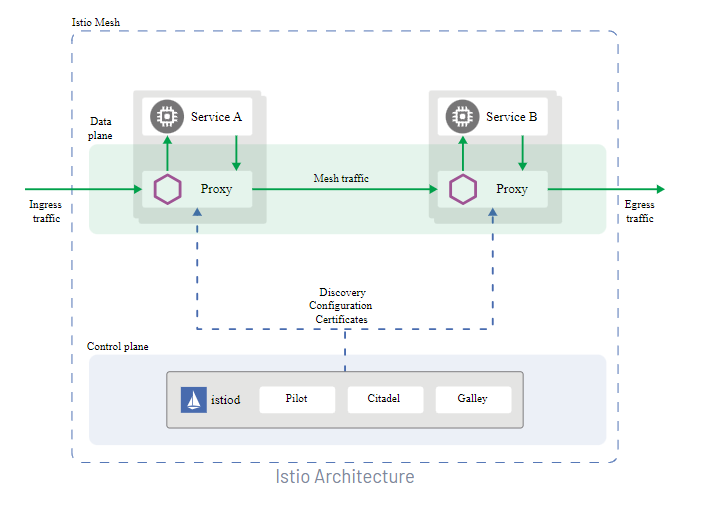 Istio Mesh
Data
plane
Service A
Service B
Proxy
Mesh traffic
Proxy
Ingress
traffic
Egress
traffic
Discovery
Configuration
Certificates
Control plane
istiod
Pilot
Citadel
Galley
Istio Architecture